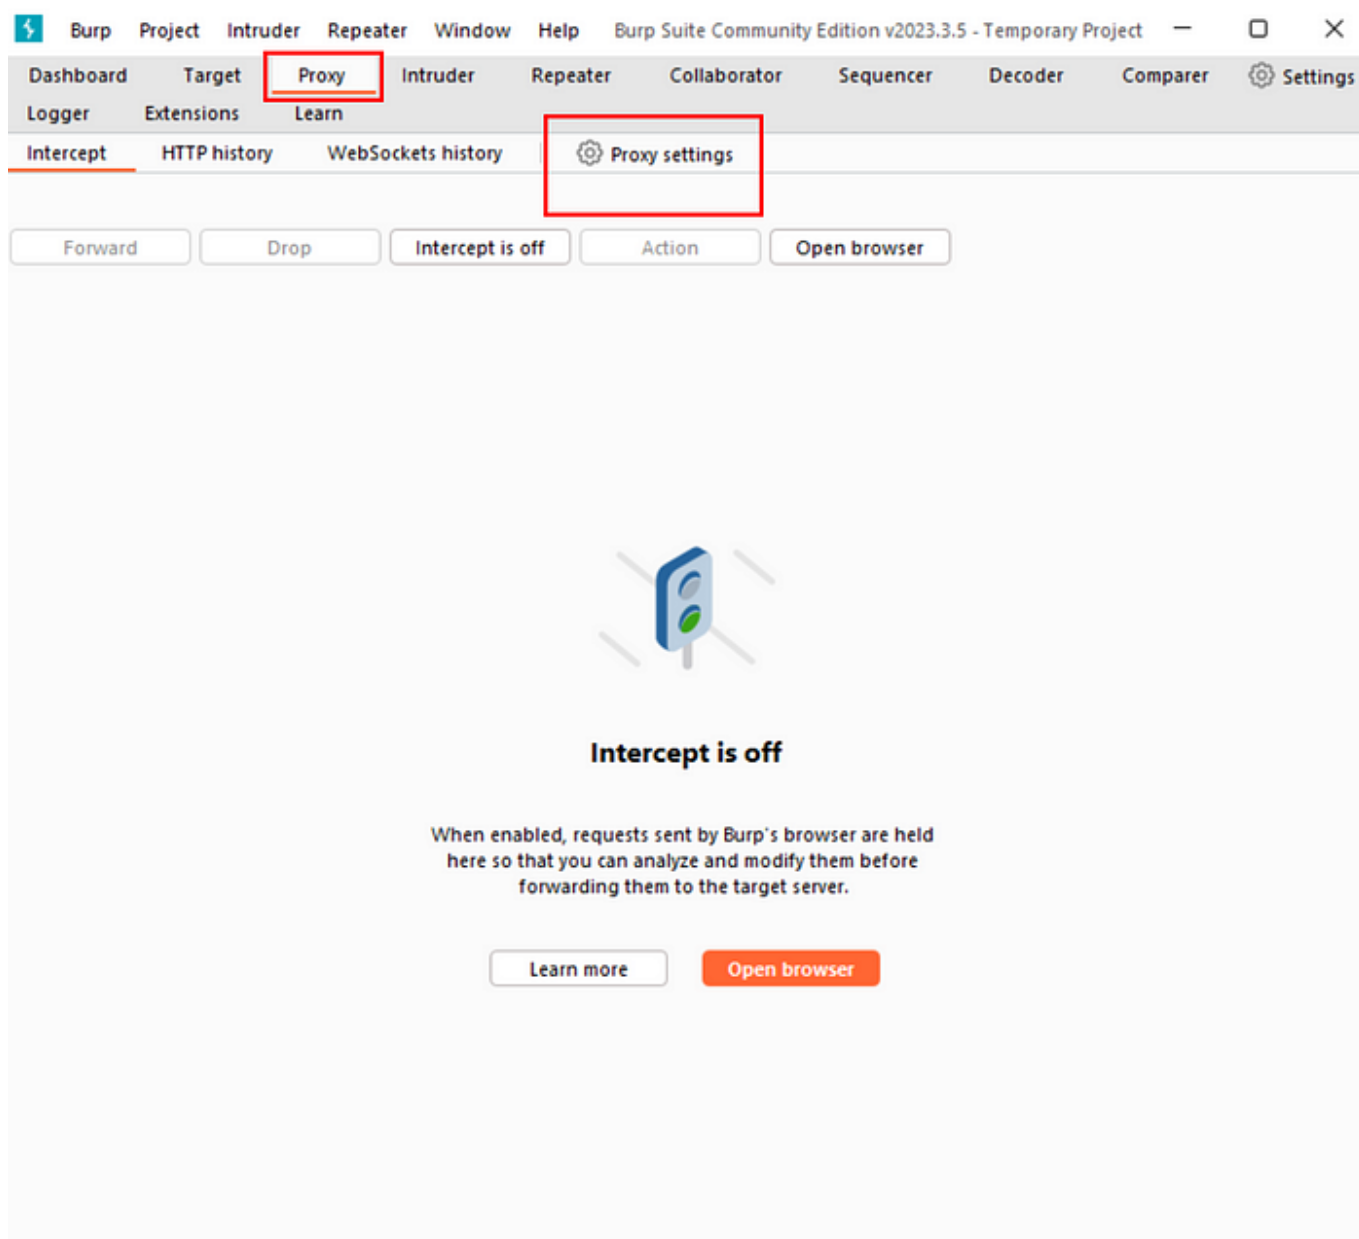 Burp Project Intruder Repeater Window Help Burp Suite Community Edition v2023.3.5 - Temporary Project
Dashboard Target Proxy Intruder Repeater Collaborator Sequencer Decoder Comparer Settings
Logger Extensions Learn
Intercept HTTP history WebSockets history Proxy settings
Forward Drop Intercept is off Action Open browser
Intercept is off
When enabled, requests sent by Burp's browser are held
here so that you can analyze and modify them before
forwarding them to the target server.
Learn more Open browser